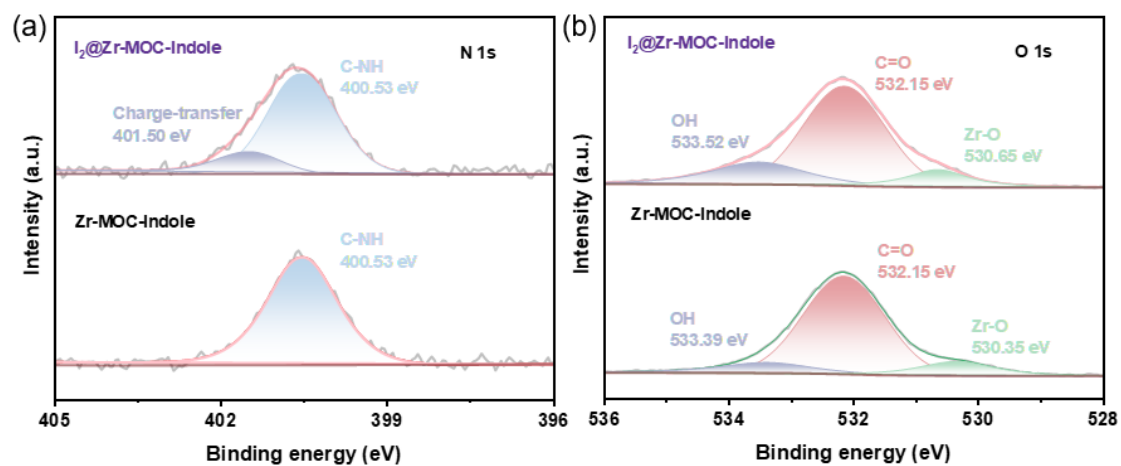 (a)
I₂@Zr-MOC-Indole
N 1s
C-NH
400.53 eV
Charge-transfer
401.50 eV
Zr-MOC-Indole
C-NH
400.53 eV
Intensity (a.u.)
405
402
399
396
Binding energy (eV)
(b)
I₂@Zr-MOC-Indole
O 1s
C=O
532.15 eV
OH
533.52 eV
Zr-O
530.65 eV
Zr-MOC-Indole
C=O
532.15 eV
OH
533.39 eV
Zr-O
530.35 eV
Intensity (a.u.)
536
534
532
530
528
Binding energy (eV)